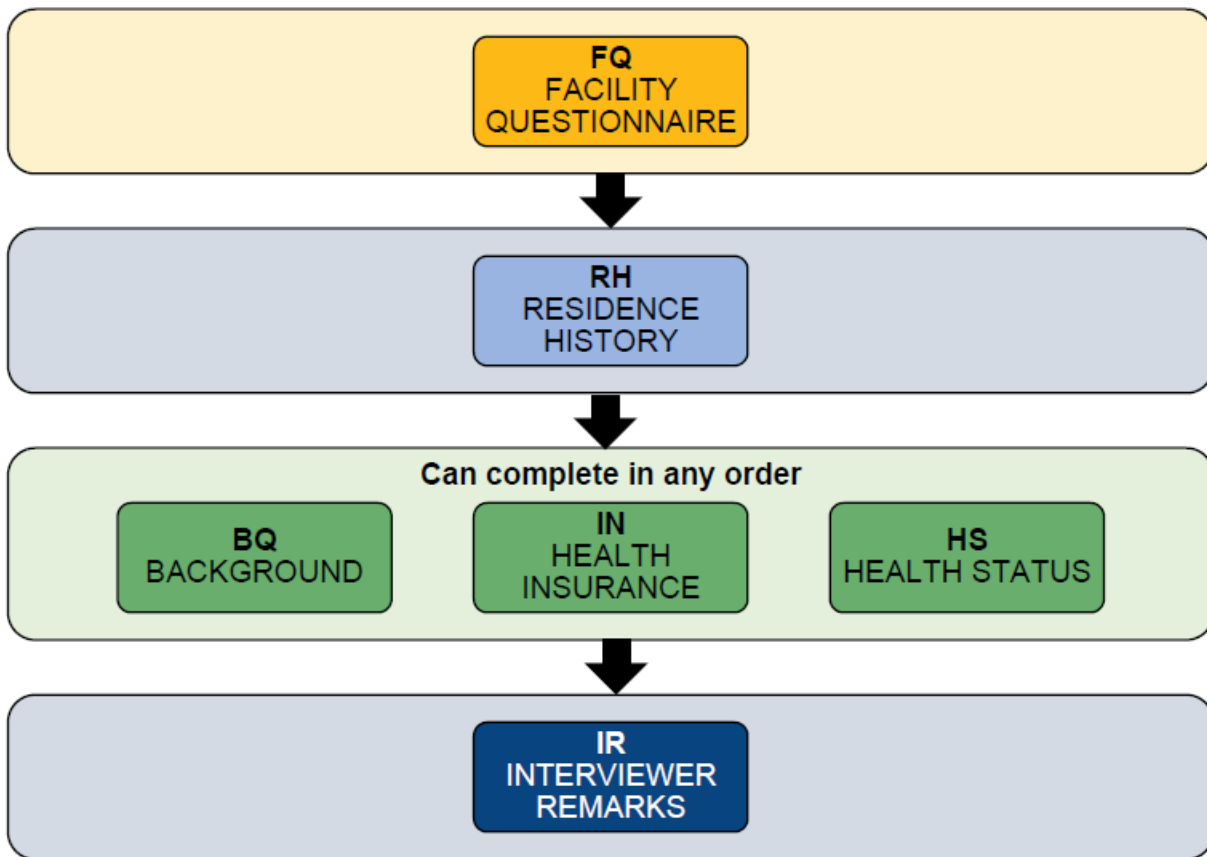 FQ
FACILITY
QUESTIONNAIRE
RH
RESIDENCE
HISTORY
Can complete in any order
BQ
BACKGROUND
IN
HEALTH
INSURANCE
HS
HEALTH STATUS
IR
INTERVIEWER
REMARKS